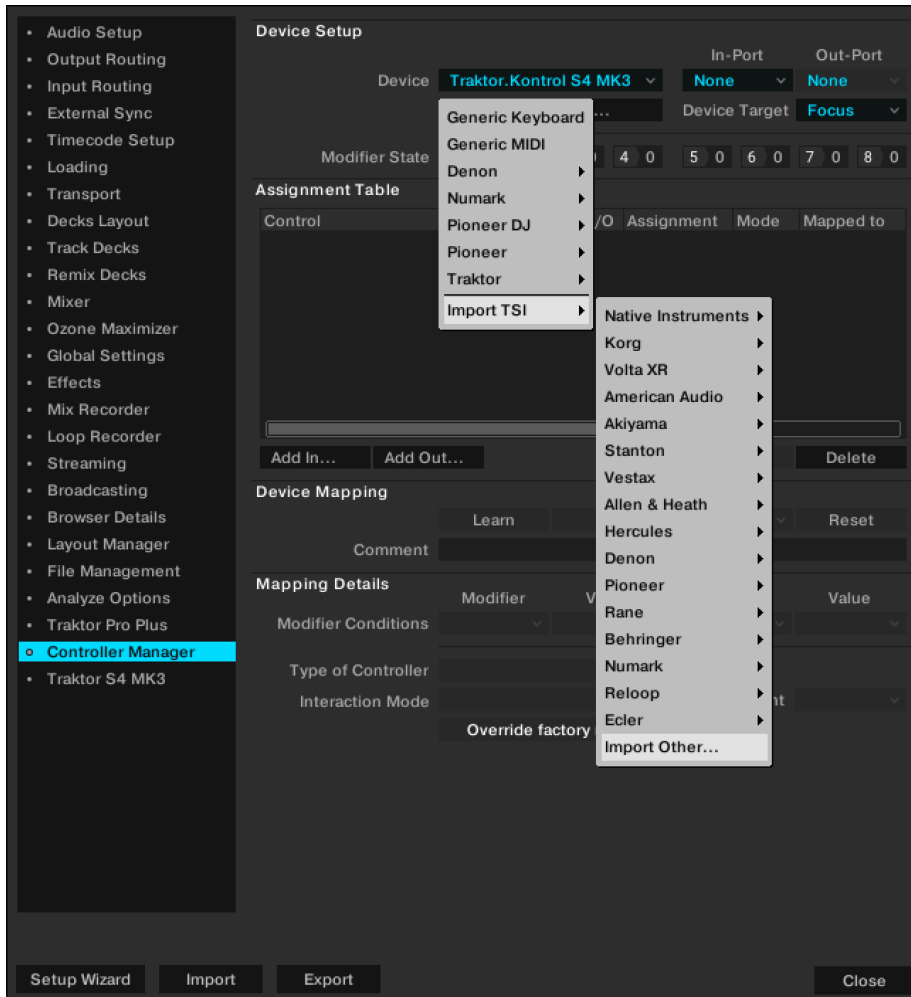 Audio Setup
Output Routing
Input Routing
External Sync
Timecode Setup
Loading
Transport
Decks Layout
Track Decks
Remix Decks
Mixer
Ozone Maximizer
Global Settings
Effects
Mix Recorder
Loop Recorder
Streaming
Broadcasting
Browser Details
Layout Manager
File Management
Analyze Options
Traktor Pro Plus
Controller Manager
Traktor S4 MK3
Device Setup
In-Port Out-Port
Device Traktor.Kontrol S4 MK3 None None
... Device Target Focus
Modifier State 4 0 5 0 6 0 7 0 8 0
Assignment Table
Control /O Assignment Mode Mapped to
Generic Keyboard
Generic MIDI
Denon
Numark
Pioneer DJ
Pioneer
Traktor
Import TSI
Native Instruments
Korg
Volta XR
American Audio
Akiyama
Stanton
Vestax
Allen & Heath
Hercules
Denon
Pioneer
Rane
Behringer
Numark
Reloop
Ecler
Import Other...
Add In... Add Out... Delete
Device Mapping
Learn Reset
Comment
Mapping Details
Modifier V Value
Modifier Conditions
Type of Controller
Interaction Mode
Override factory
Setup Wizard Import Export Close